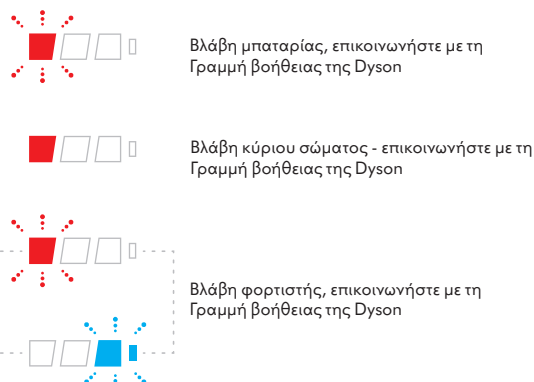 Βλάβη μπαταρίας, επικοινωνήστε με τη
Γραμμή βοήθειας της Dyson
Βλάβη κύριου σώματος - επικοινωνήστε με τη
Γραμμή βοήθειας της Dyson
Βλάβη φορτιστής, επικοινωνήστε με τη
Γραμμή βοήθειας της Dyson